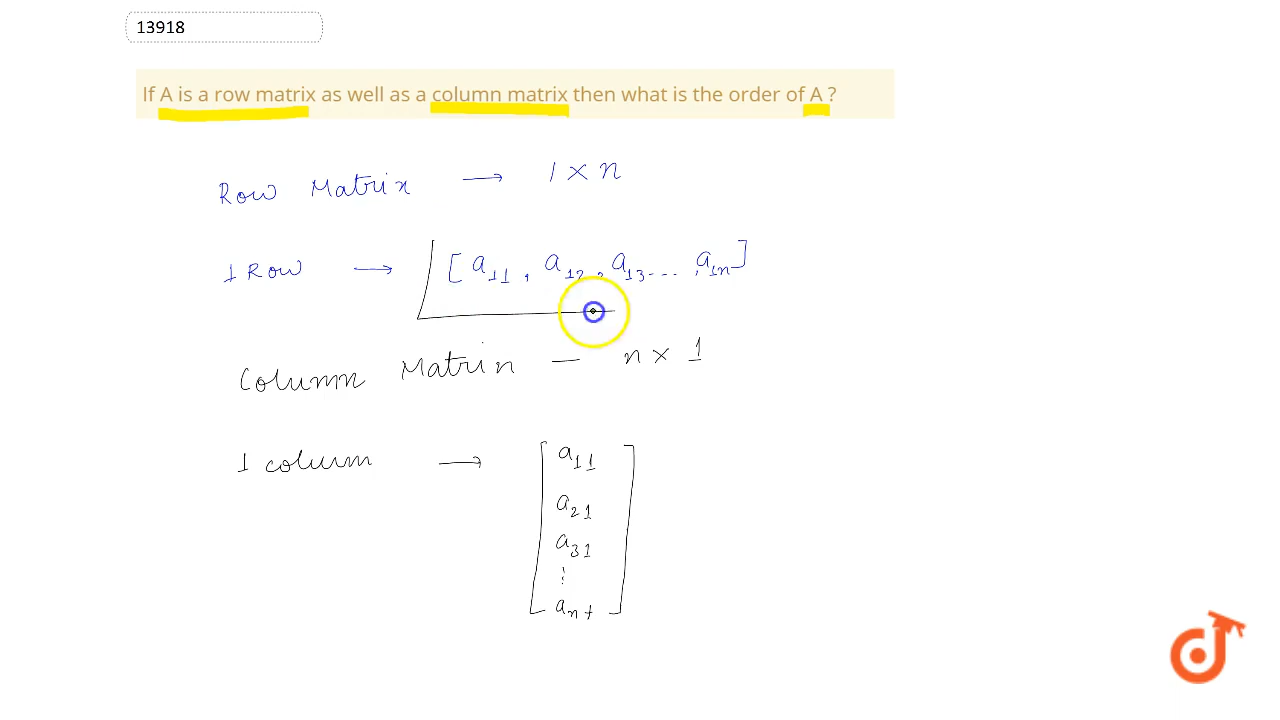 13918
If A is a row matrix as well as a column matrix then what is the order of A ?
Row Matrix → 1 × n
1 Row → [ a11 , a12 , a13 ... , a1n ]
Column Matrix — n × 1
1 column → [ a11
a21
a31
⋮
an1 ]